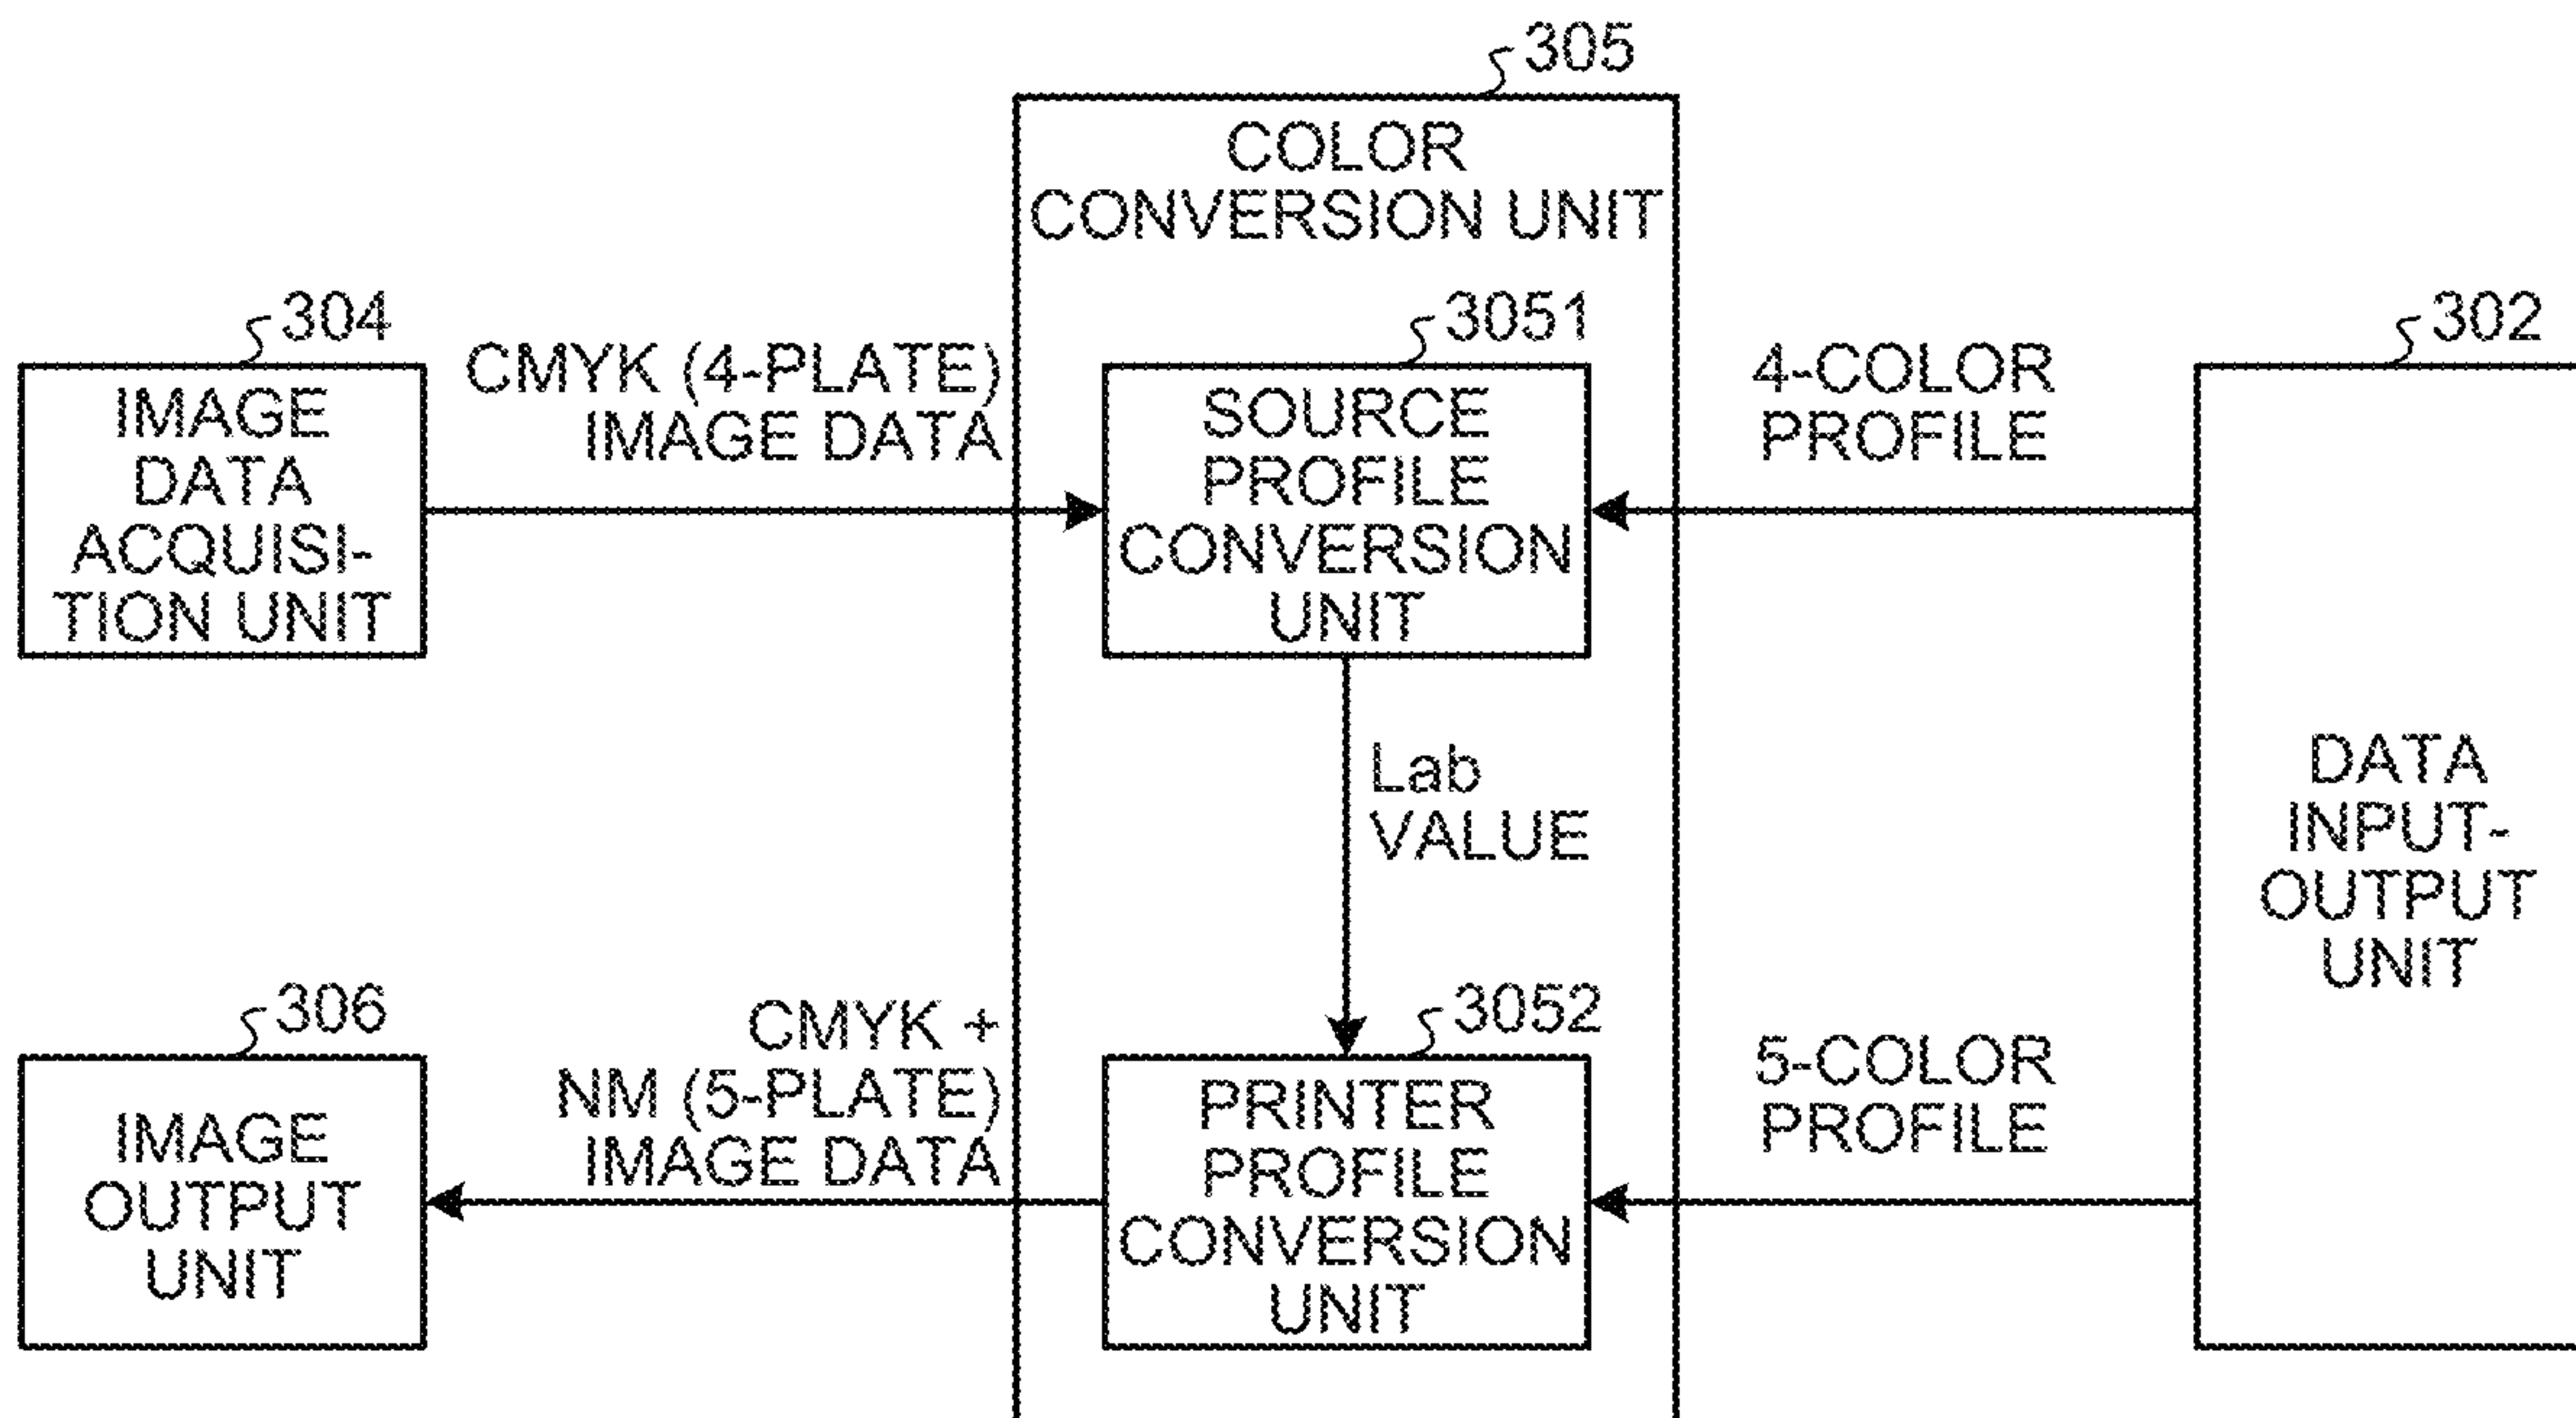 305
COLOR
CONVERSION UNIT
304
IMAGE
DATA
ACQUISI-
TION UNIT
CMYK (4-PLATE)
IMAGE DATA
3051
SOURCE
PROFILE
CONVERSION
UNIT
4-COLOR
PROFILE
302
DATA
INPUT-
OUTPUT
UNIT
Lab
VALUE
306
IMAGE
OUTPUT
UNIT
CMYK +
NM (5-PLATE)
IMAGE DATA
3052
PRINTER
PROFILE
CONVERSION
UNIT
5-COLOR
PROFILE